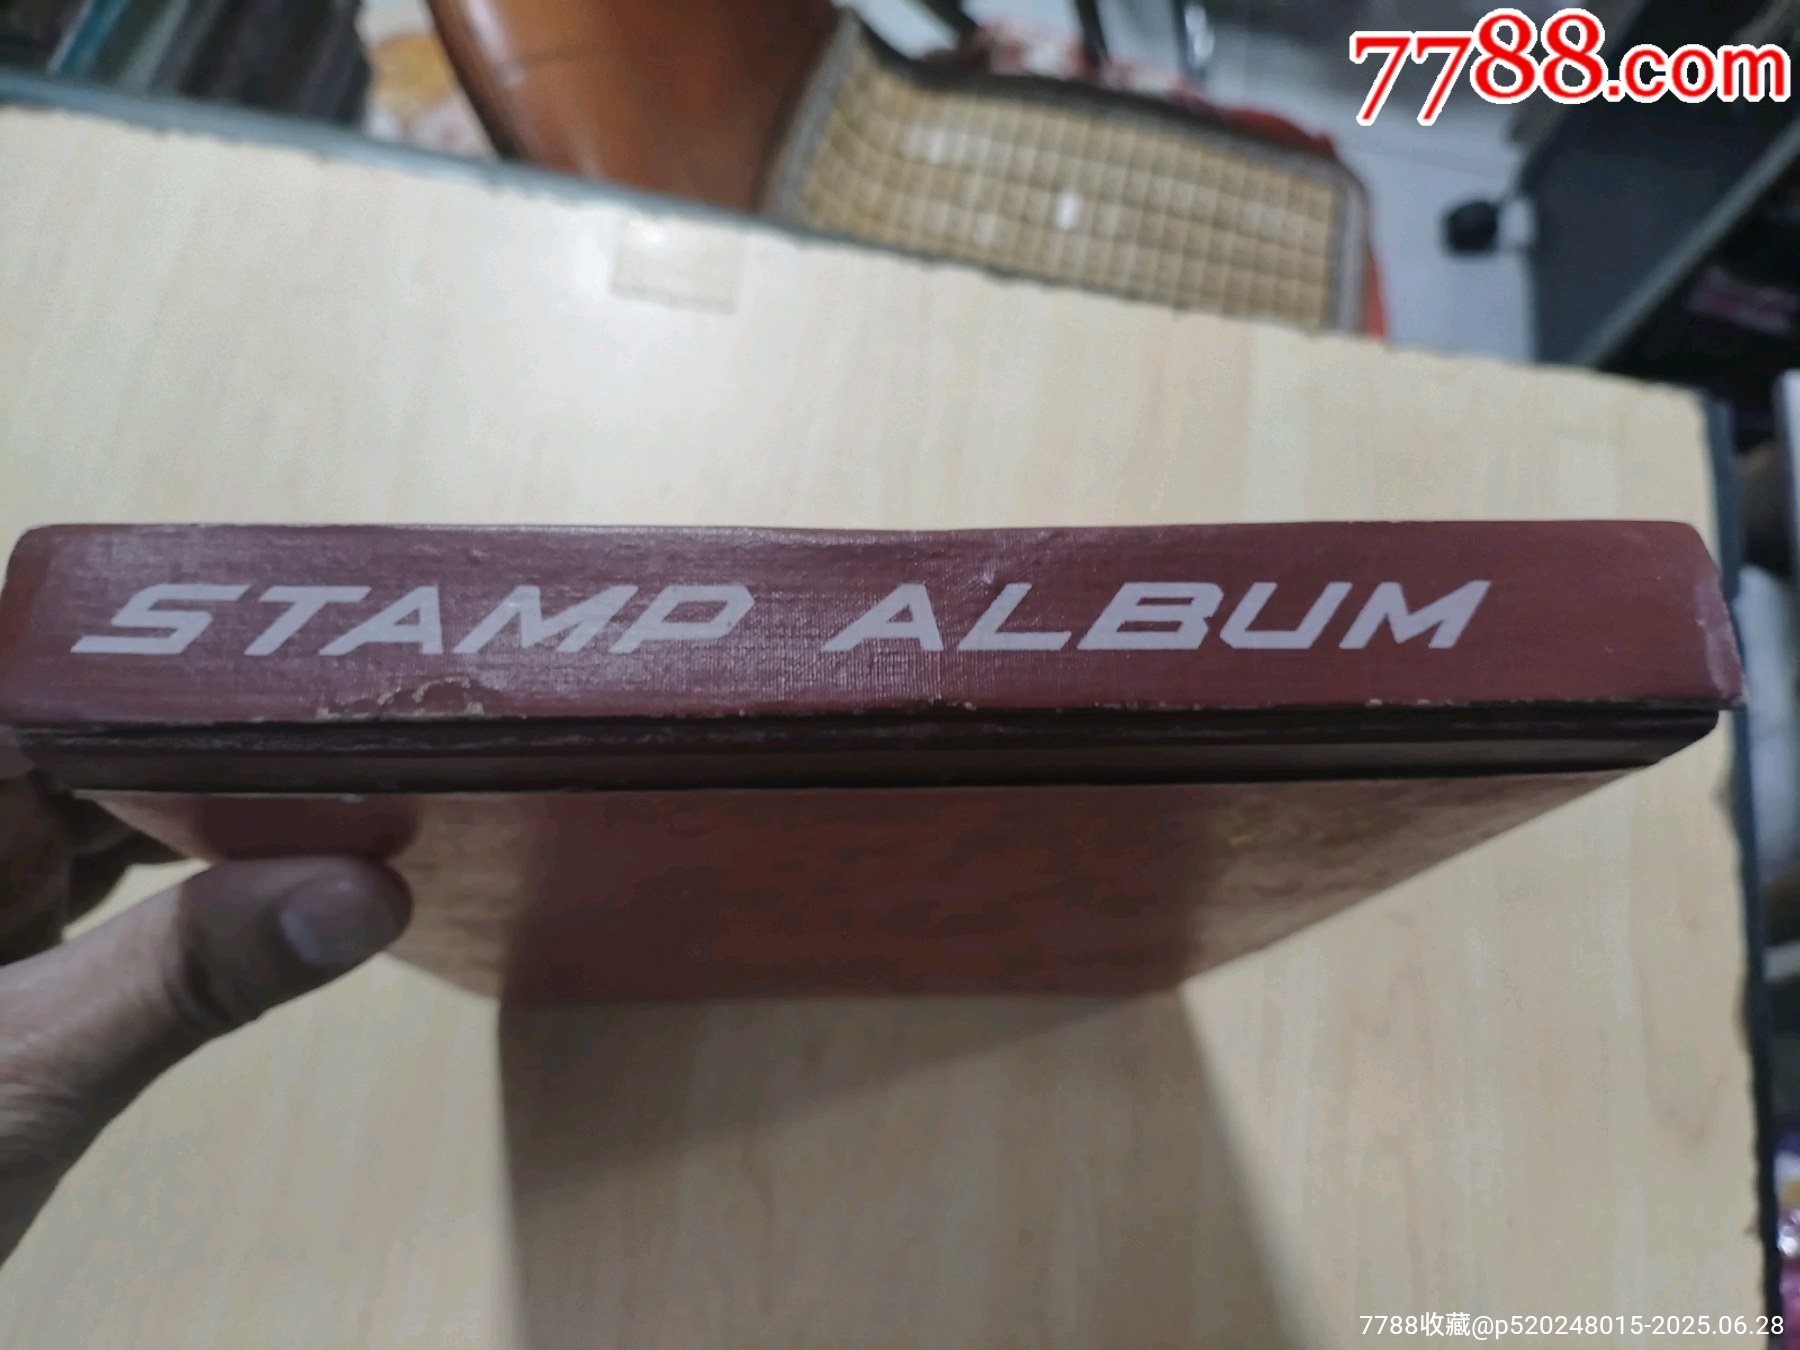 7788.com
STAMP ALBUM
7788收藏@p520248015-2025.06.28